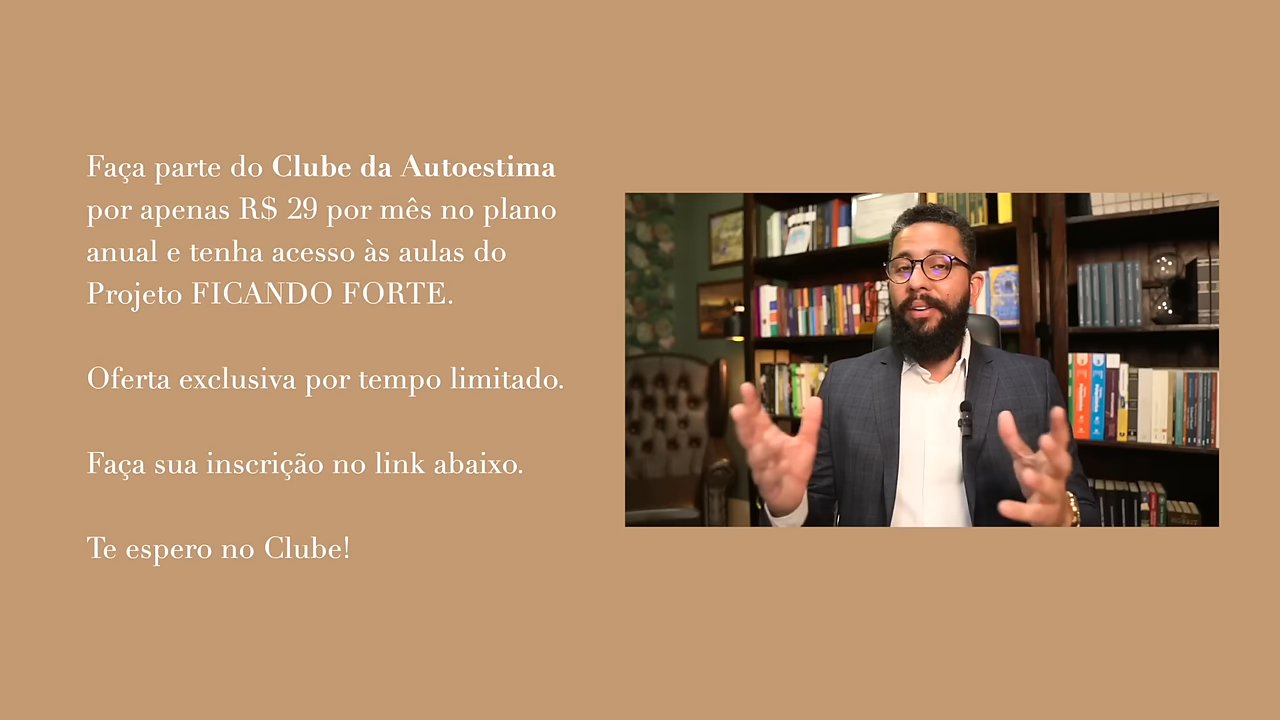 Faça parte do Clube da Autoestima
por apenas R$ 29 por mês no plano
anual e tenha acesso às aulas do
Projeto FICANDO FORTE.
Oferta exclusiva por tempo limitado.
Faça sua inscrição no link abaixo.
Te espero no Clube!